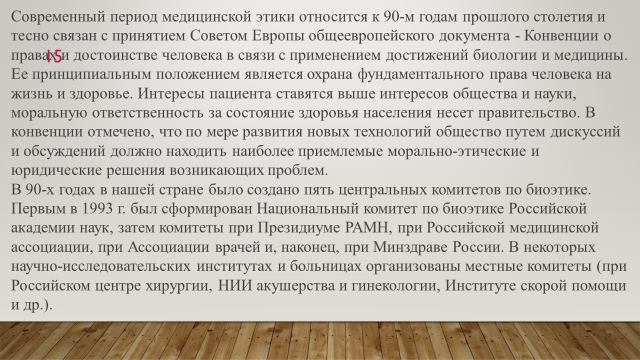 Современный период медицинской этики относится к 90-м годам прошлого столетия и
тесно связан с принятием Советом Европы общеевропейского документа - Конвенции о
правах и достоинстве человека в связи с применением достижений биологии и медицины.
15
Ее принципиальным положением является охрана фундаментального права человека на
жизнь и здоровье. Интересы пациента ставятся выше интересов общества и науки,
моральную ответственность за состояние здоровья населения несет правительство. В
конвенции отмечено, что по мере развития новых технологий общество путем дискуссий
и обсуждений должно находить наиболее приемлемые морально-этические и
юридические решения возникающих проблем.
В 90-х годах в нашей стране было создано пять центральных комитетов по биоэтике.
Первым в 1993 г. был сформирован Национальный комитет по биоэтике Российской
академии наук, затем комитеты при Президиуме РАМН, при Российской медицинской
ассоциации, при Ассоциации врачей и, наконец, при Минздраве России. В некоторых
научно-исследовательских институтах и больницах организованы местные комитеты (при
Российском центре хирургии, НИИ акушерства и гинекологии, Институте скорой помощи
и др.).